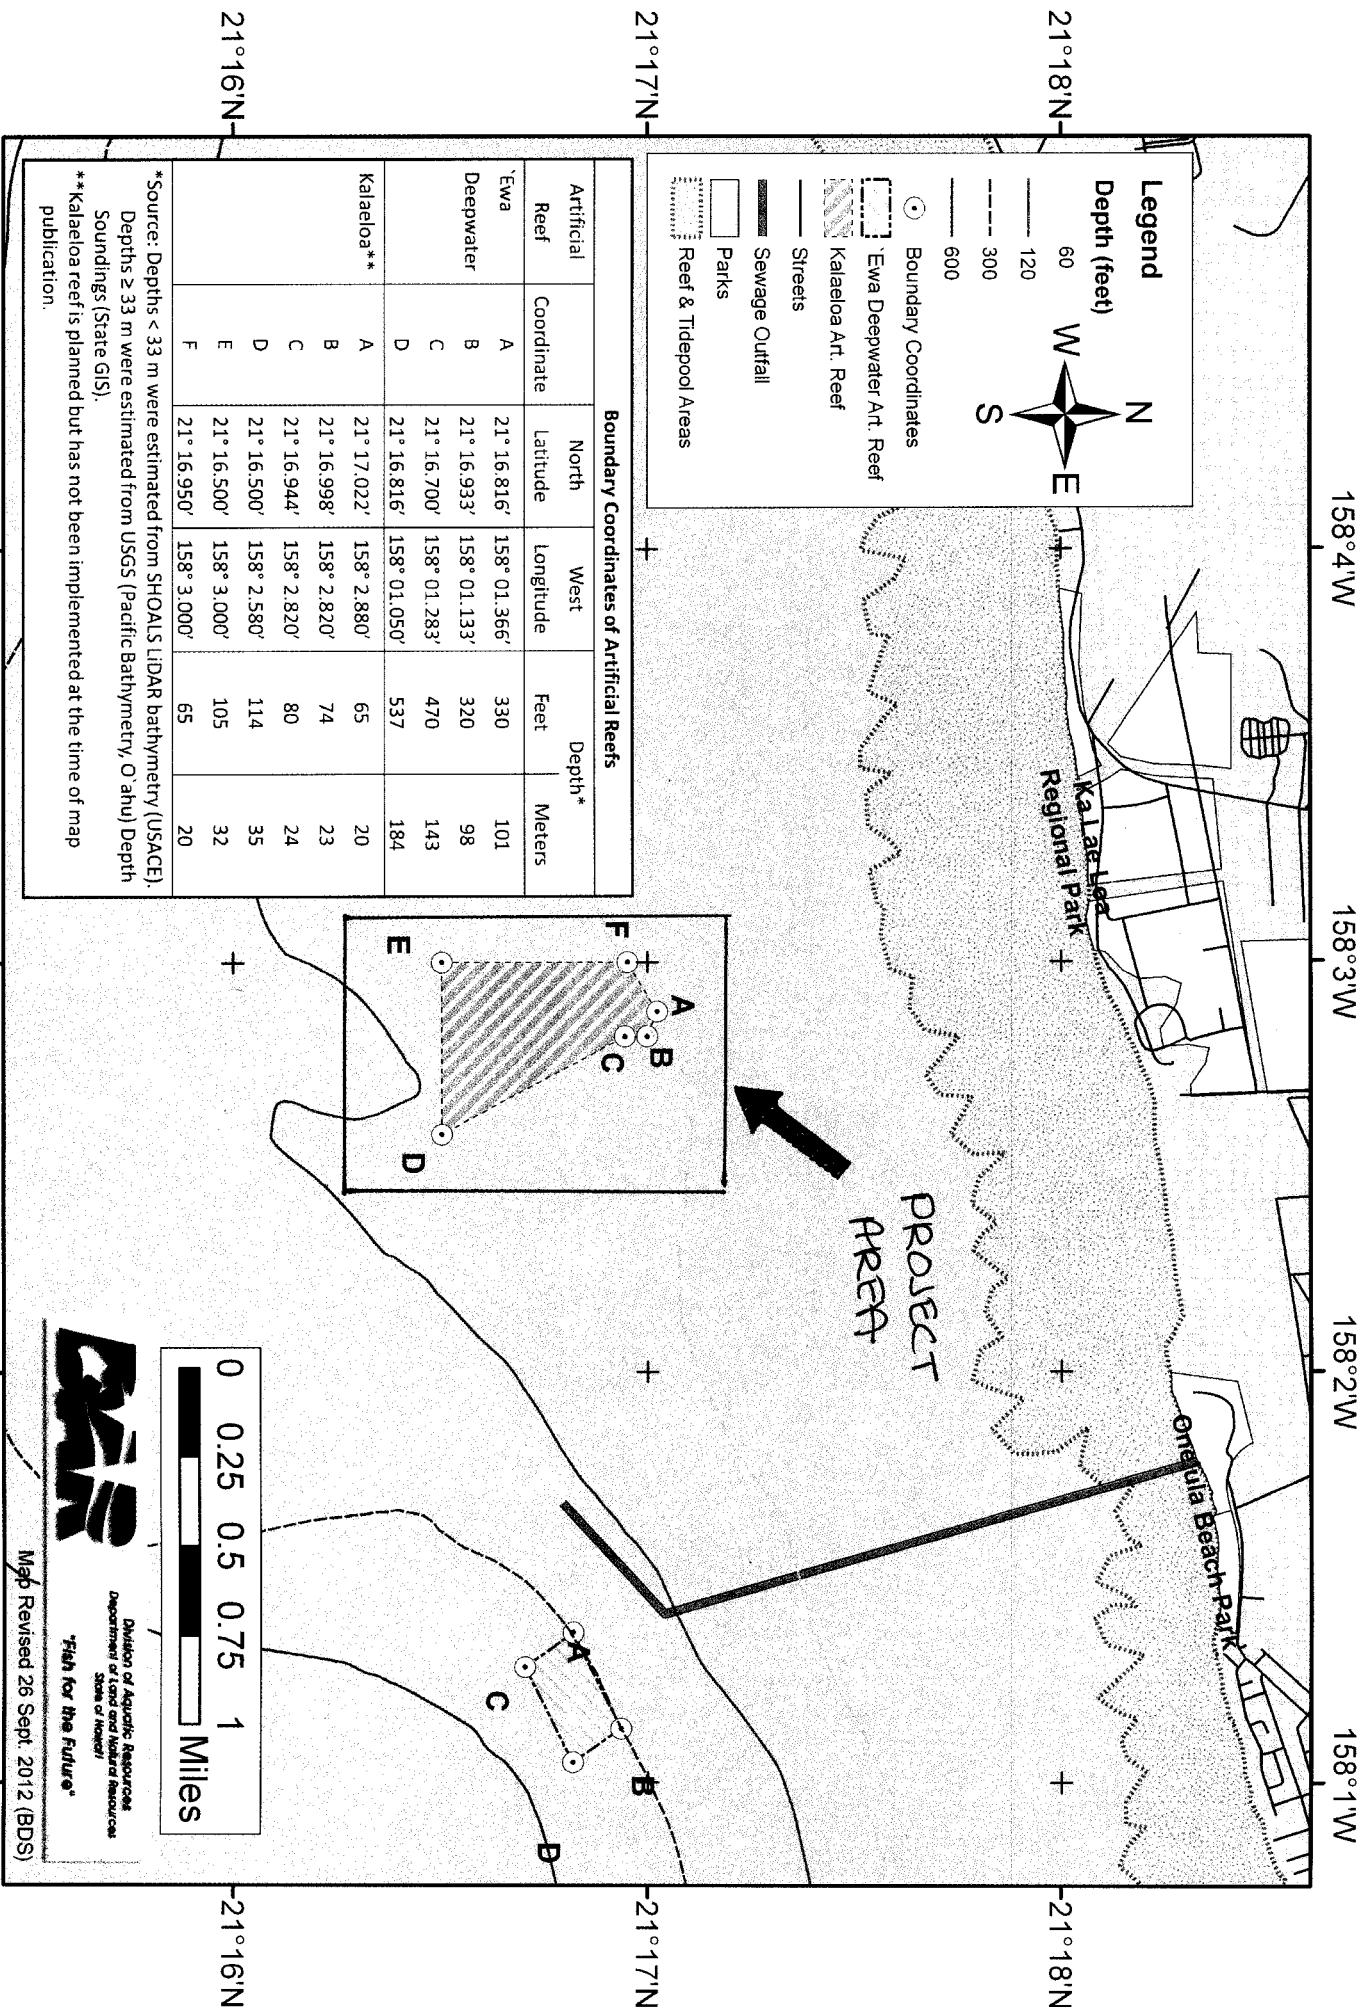 158°4'W
158°3'W
158°2'W
158°1'W
21°18'N
21°18'N
21°17'N
21°17'N
21°16'N
21°16'N
Legend
Depth (feet)
60
120
300
600
Boundary Coordinates
'Ewa Deepwater Art. Reef
Kalaeloa Art. Reef
Streets
Sewage Outfall
Parks
Reef & Tidepool Areas
N
W
E
S
Ka Lae Loa
Regional Park
Oneula Beach Park
PROJECT
AREA
A
B
F
C
E
D
A
B
C
D
Boundary Coordinates of Artificial Reefs
Artificial Reef Coordinate North Latitude West Longitude Depth* Feet Meters
'Ewa A 21° 16.816' 158° 01.366' 330 101
Deepwater B 21° 16.933' 158° 01.133' 320 98
C 21° 16.700' 158° 01.283' 470 143
D 21° 16.816' 158° 01.050' 537 184
Kalaeloa** A 21° 17.022' 158° 2.880' 65 20
B 21° 16.998' 158° 2.820' 74 23
C 21° 16.944' 158° 2.820' 80 24
D 21° 16.500' 158° 2.580' 114 35
E 21° 16.500' 158° 3.000' 105 32
F 21° 16.950' 158° 3.000' 65 20
*Source: Depths < 33 m were estimated from SHOALS LiDAR bathymetry (USACE).
Depths ≥ 33 m were estimated from USGS (Pacific Bathymetry, O`ahu) Depth
Soundings (State GIS).
**Kalaeloa reef is planned but has not been implemented at the time of map
publication.
0 0.25 0.5 0.75 1
Miles
Division of Aquatic Resources
Department of Land and Natural Resources
State of Hawaii
"Fish for the Future"
Map Revised 26 Sept. 2012 (BDS)